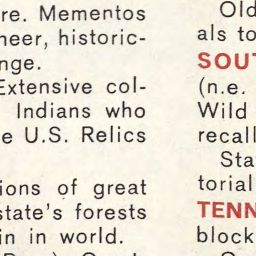 re. Mementos
neer, historic-
nge.
Extensive col-
Indians who
e U.S. Relics
ions of great
state's forests
in in world.
Old
als to
SOUT
(n.e.
Wild
recall
Sta
torial
TENN
block